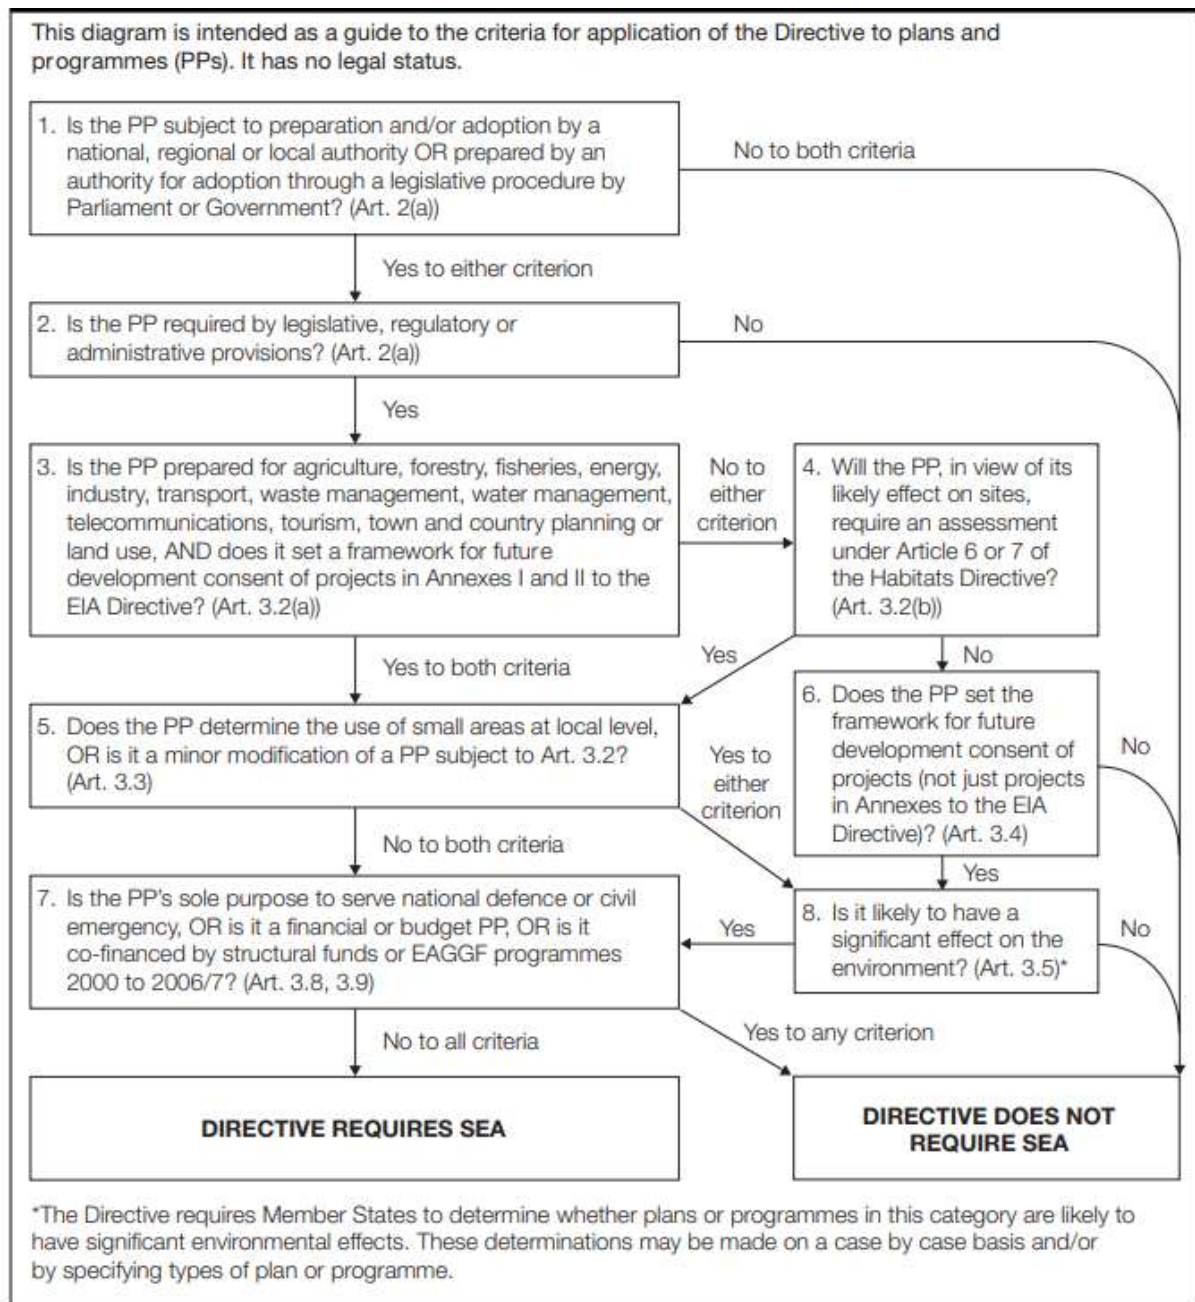 This diagram is intended as a guide to the criteria for application of the Directive to plans and
programmes (PPs). It has no legal status.
1. Is the PP subject to preparation and/or adoption by a
national, regional or local authority OR prepared by an
authority for adoption through a legislative procedure by
Parliament or Government? (Art. 2(a))
No to both criteria
Yes to either criterion
2. Is the PP required by legislative, regulatory or
administrative provisions? (Art. 2(a))
No
Yes
3. Is the PP prepared for agriculture, forestry, fisheries, energy,
industry, transport, waste management, water management,
telecommunications, tourism, town and country planning or
land use, AND does it set a framework for future
development consent of projects in Annexes I and II to the
EIA Directive? (Art. 3.2(a))
No to
either
criterion
4. Will the PP, in view of its
likely effect on sites,
require an assessment
under Article 6 or 7 of
the Habitats Directive?
(Art. 3.2(b))
Yes to both criteria
Yes
No
5. Does the PP determine the use of small areas at local level,
OR is it a minor modification of a PP subject to Art. 3.2?
(Art. 3.3)
Yes to
either
criterion
6. Does the PP set the
framework for future
development consent of
projects (not just projects
in Annexes to the EIA
Directive)? (Art. 3.4)
No
No to both criteria
Yes
7. Is the PP's sole purpose to serve national defence or civil
emergency, OR is it a financial or budget PP, OR is it
co-financed by structural funds or EAGGF programmes
2000 to 2006/7? (Art. 3.8, 3.9)
Yes
8. Is it likely to have a
significant effect on the
environment? (Art. 3.5)*
No
No to all criteria
Yes to any criterion
DIRECTIVE REQUIRES SEA
DIRECTIVE DOES NOT
REQUIRE SEA
*The Directive requires Member States to determine whether plans or programmes in this category are likely to
have significant environmental effects. These determinations may be made on a case by case basis and/or
by specifying types of plan or programme.